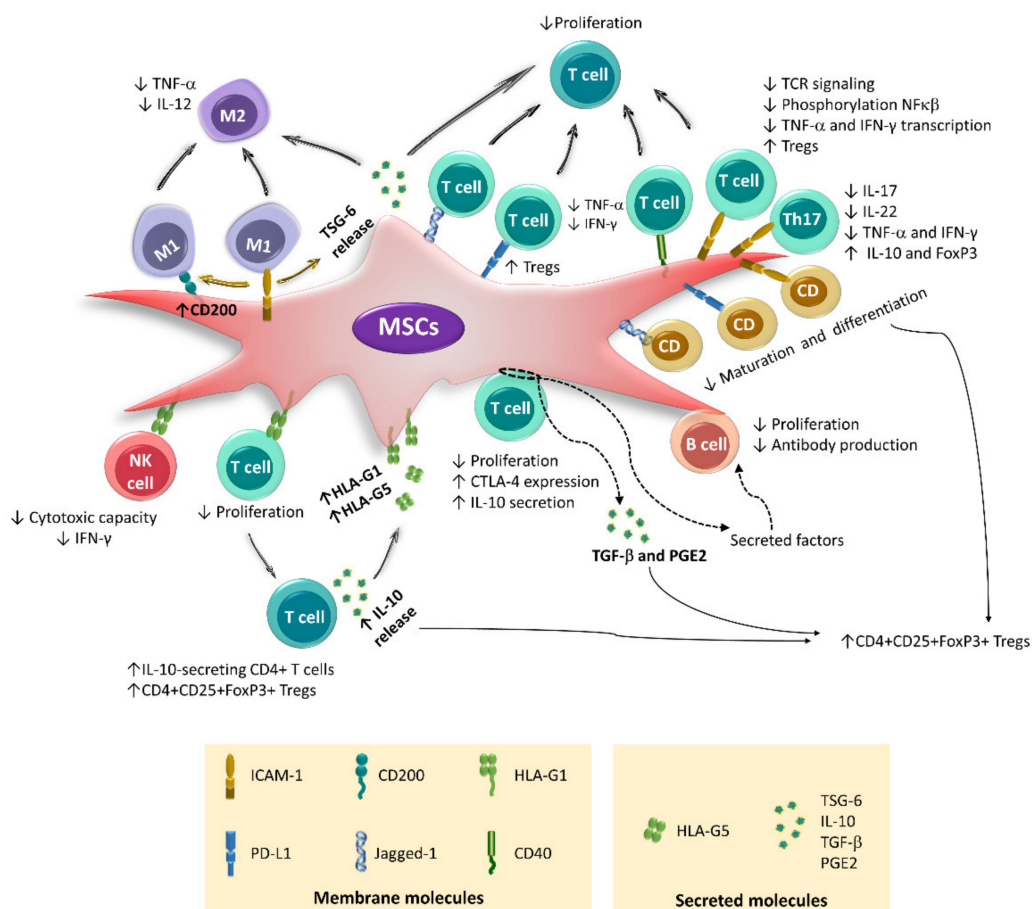 ↓Proliferation
T cell
↓ TNF-α
↓ IL-12
M2
M1
M1
↑CD200
TSG-6
release
T cell
T cell
↑ Tregs
↓ TNF-α
↓ IFN-γ
T cell
T cell
↓ TCR signaling
↓ Phosphorylation NFκβ
↓ TNF-α and IFN-γ transcription
↑ Tregs
Th17
↓ IL-17
↓ IL-22
↓ TNF-α and IFN-γ
↑ IL-10 and FoxP3
CD
CD
CD
↓ Maturation and differentiation
MSCs
NK
cell
↓ Cytotoxic capacity
↓ IFN-γ
T cell
↓ Proliferation
↑HLA-G1
↑HLA-G5
T cell
↓ Proliferation
↑ CTLA-4 expression
↑ IL-10 secretion
B cell
↓ Proliferation
↓ Antibody production
TGF-β and PGE2
Secreted factors
T cell
↑ IL-10
release
↑IL-10-secreting CD4+ T cells
↑CD4+CD25+FoxP3+ Tregs
↑CD4+CD25+FoxP3+ Tregs
ICAM-1
CD200
HLA-G1
PD-L1
Jagged-1
CD40
Membrane molecules
HLA-G5
TSG-6
IL-10
TGF-β
PGE2
Secreted molecules